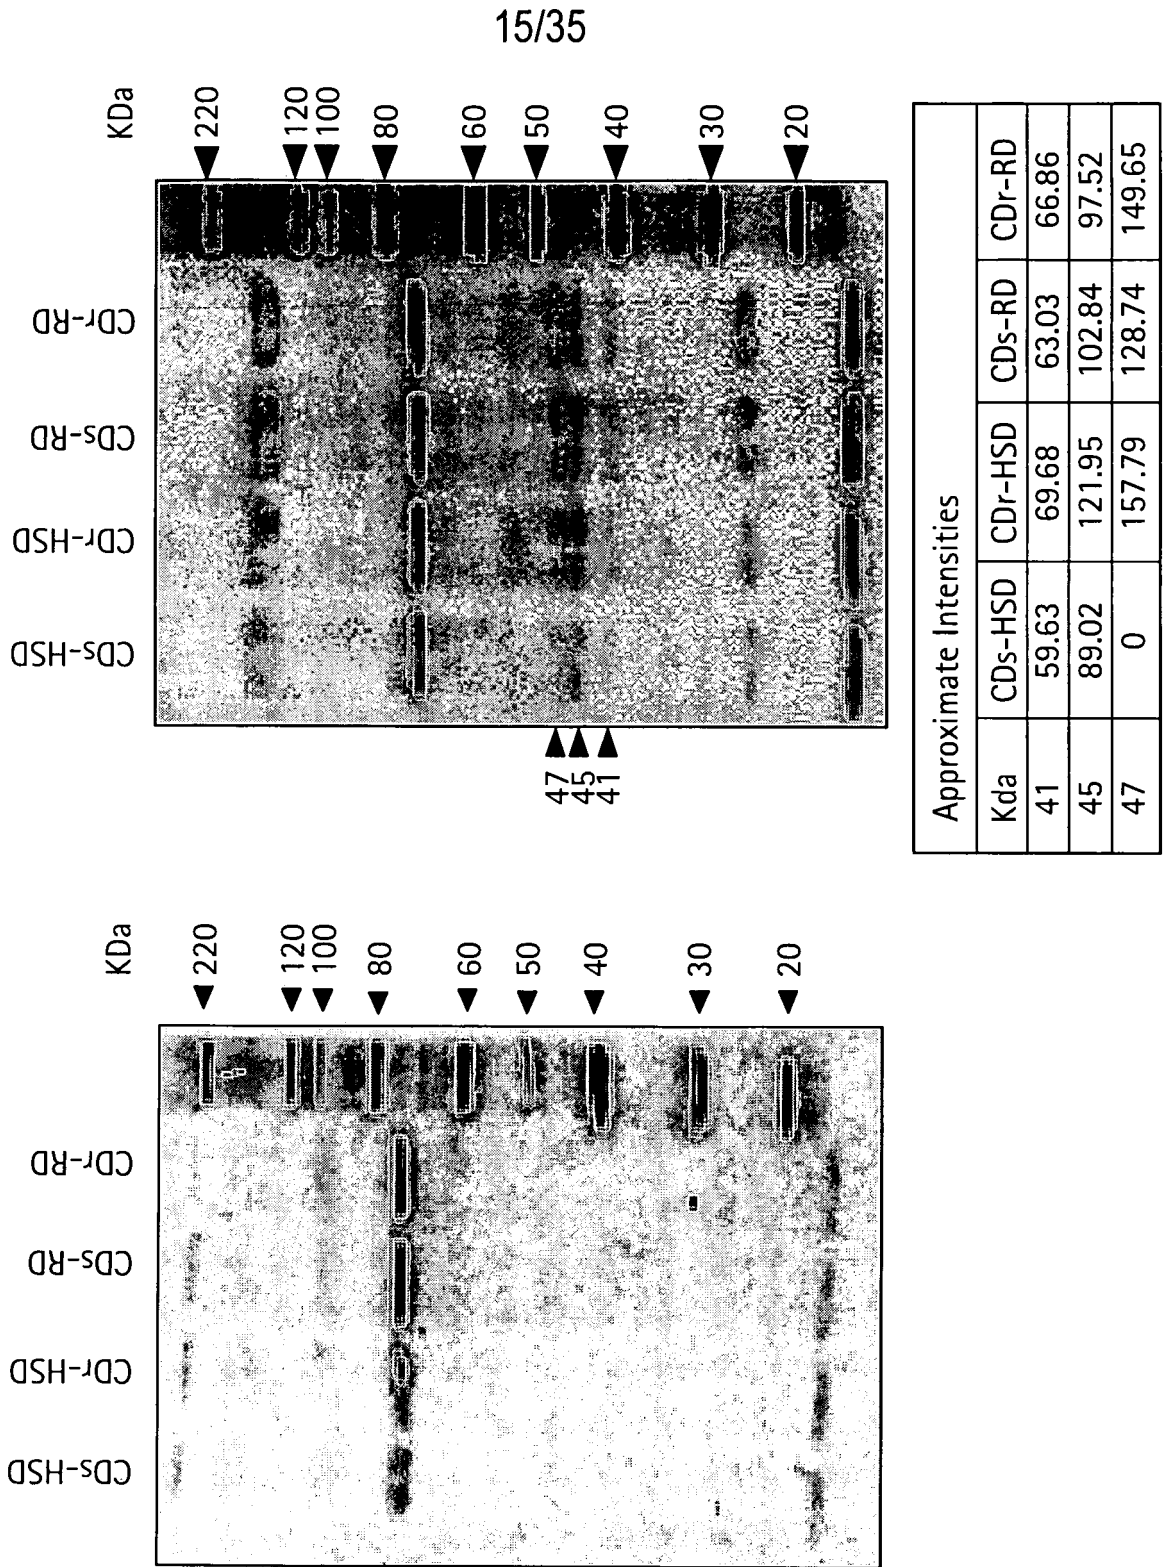 15/35
KDa
220
120
100
80
60
50
40
30
20
CDr-RD
CDs-RD
CDr-HSD
CDs-HSD
47
45
41
Approximate Intensities
Kda CDs-HSD CDr-HSD CDs-RD CDr-RD
41 59.63 69.68 63.03 66.86
45 89.02 121.95 102.84 97.52
47 0 157.79 128.74 149.65
KDa
220
120
100
80
60
50
40
30
20
CDr-RD
CDs-RD
CDr-HSD
CDs-HSD